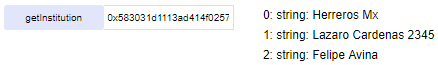 getInstitution 0x583031d1113ad414f0257
0: string: Herreros Mx
1: string: Lazaro Cardenas 2345
2: string: Felipe Avina